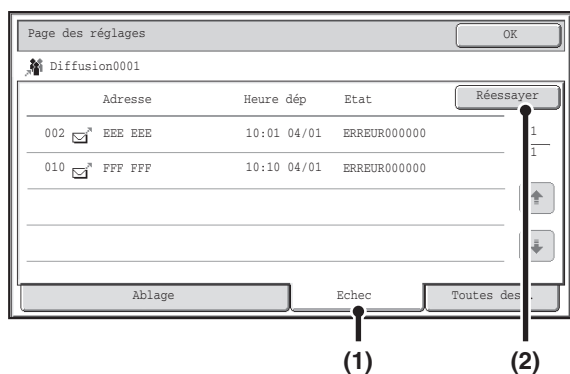 Page des réglages OK
Diffusion0001
Adresse Heure dép Etat Réessayer
002 EEE EEE 10:01 04/01 ERREUR000000 1
1
010 FFF FFF 10:10 04/01 ERREUR000000
Ablage Echec Toutes des
(1) (2)